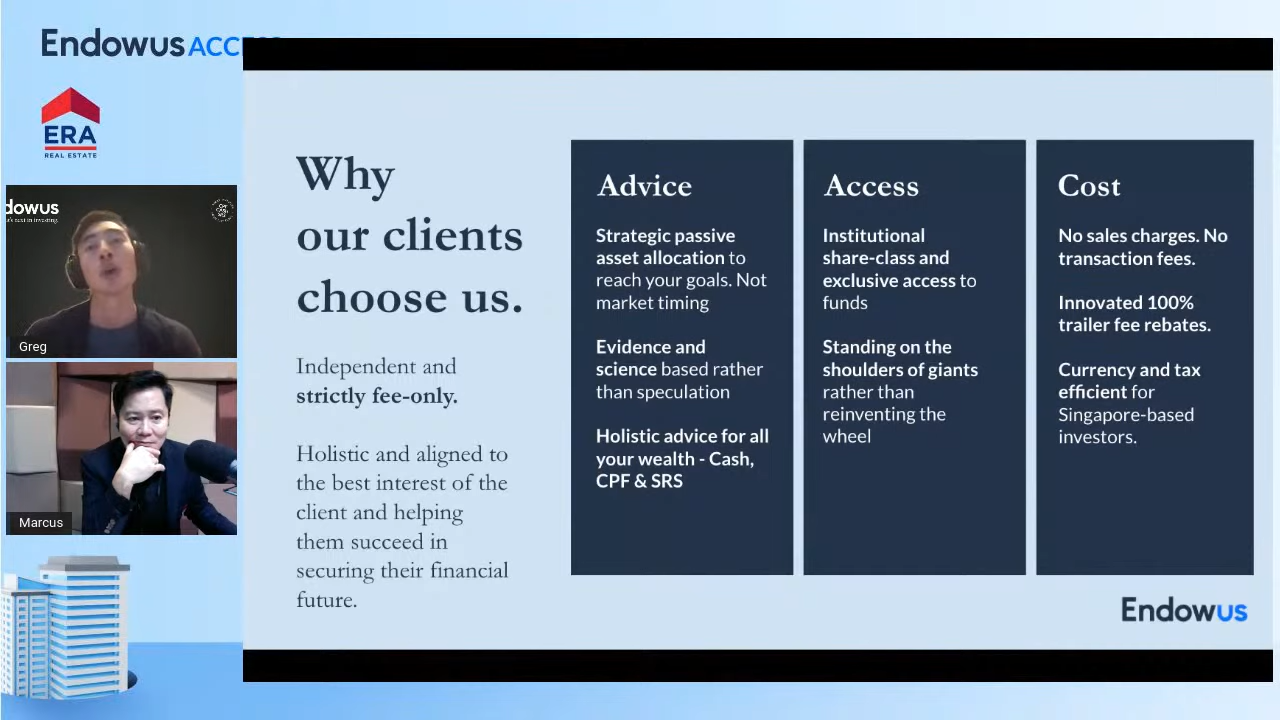 Endowus ACC
ERA
REAL ESTATE
dowus
Greg
Marcus
Why
our clients
choose us.
Independent and
strictly fee-only.
Holistic and aligned to
the best interest of the
client and helping
them succeed in
securing their financial
future.
Advice
Strategic passive
asset allocation to
reach your goals. Not
market timing
Evidence and
science based rather
than speculation
Holistic advice for all
your wealth - Cash,
CPF & SRS
Access
Institutional
share-class and
exclusive access to
funds
Standing on the
shoulders of giants
rather than
reinventing the
wheel
Cost
No sales charges. No
transaction fees.
Innovated 100%
trailer fee rebates.
Currency and tax
efficient for
Singapore-based
investors.
Endowus